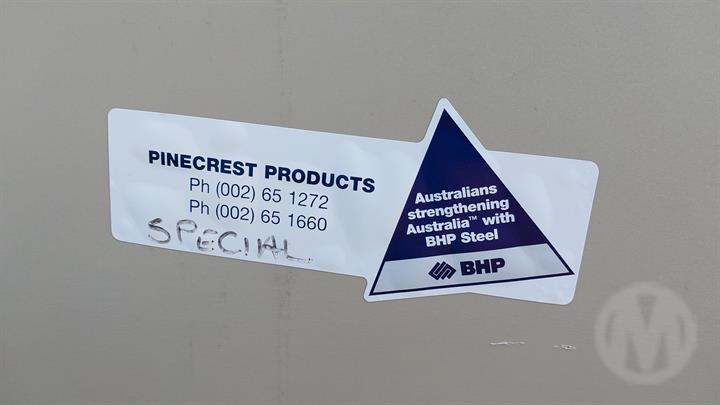 PINECREST PRODUCTS
Ph (002) 65 1272
Ph (002) 65 1660
SPECIAL
Australians
strengthening
Australia™ with
BHP Steel
BHP
M